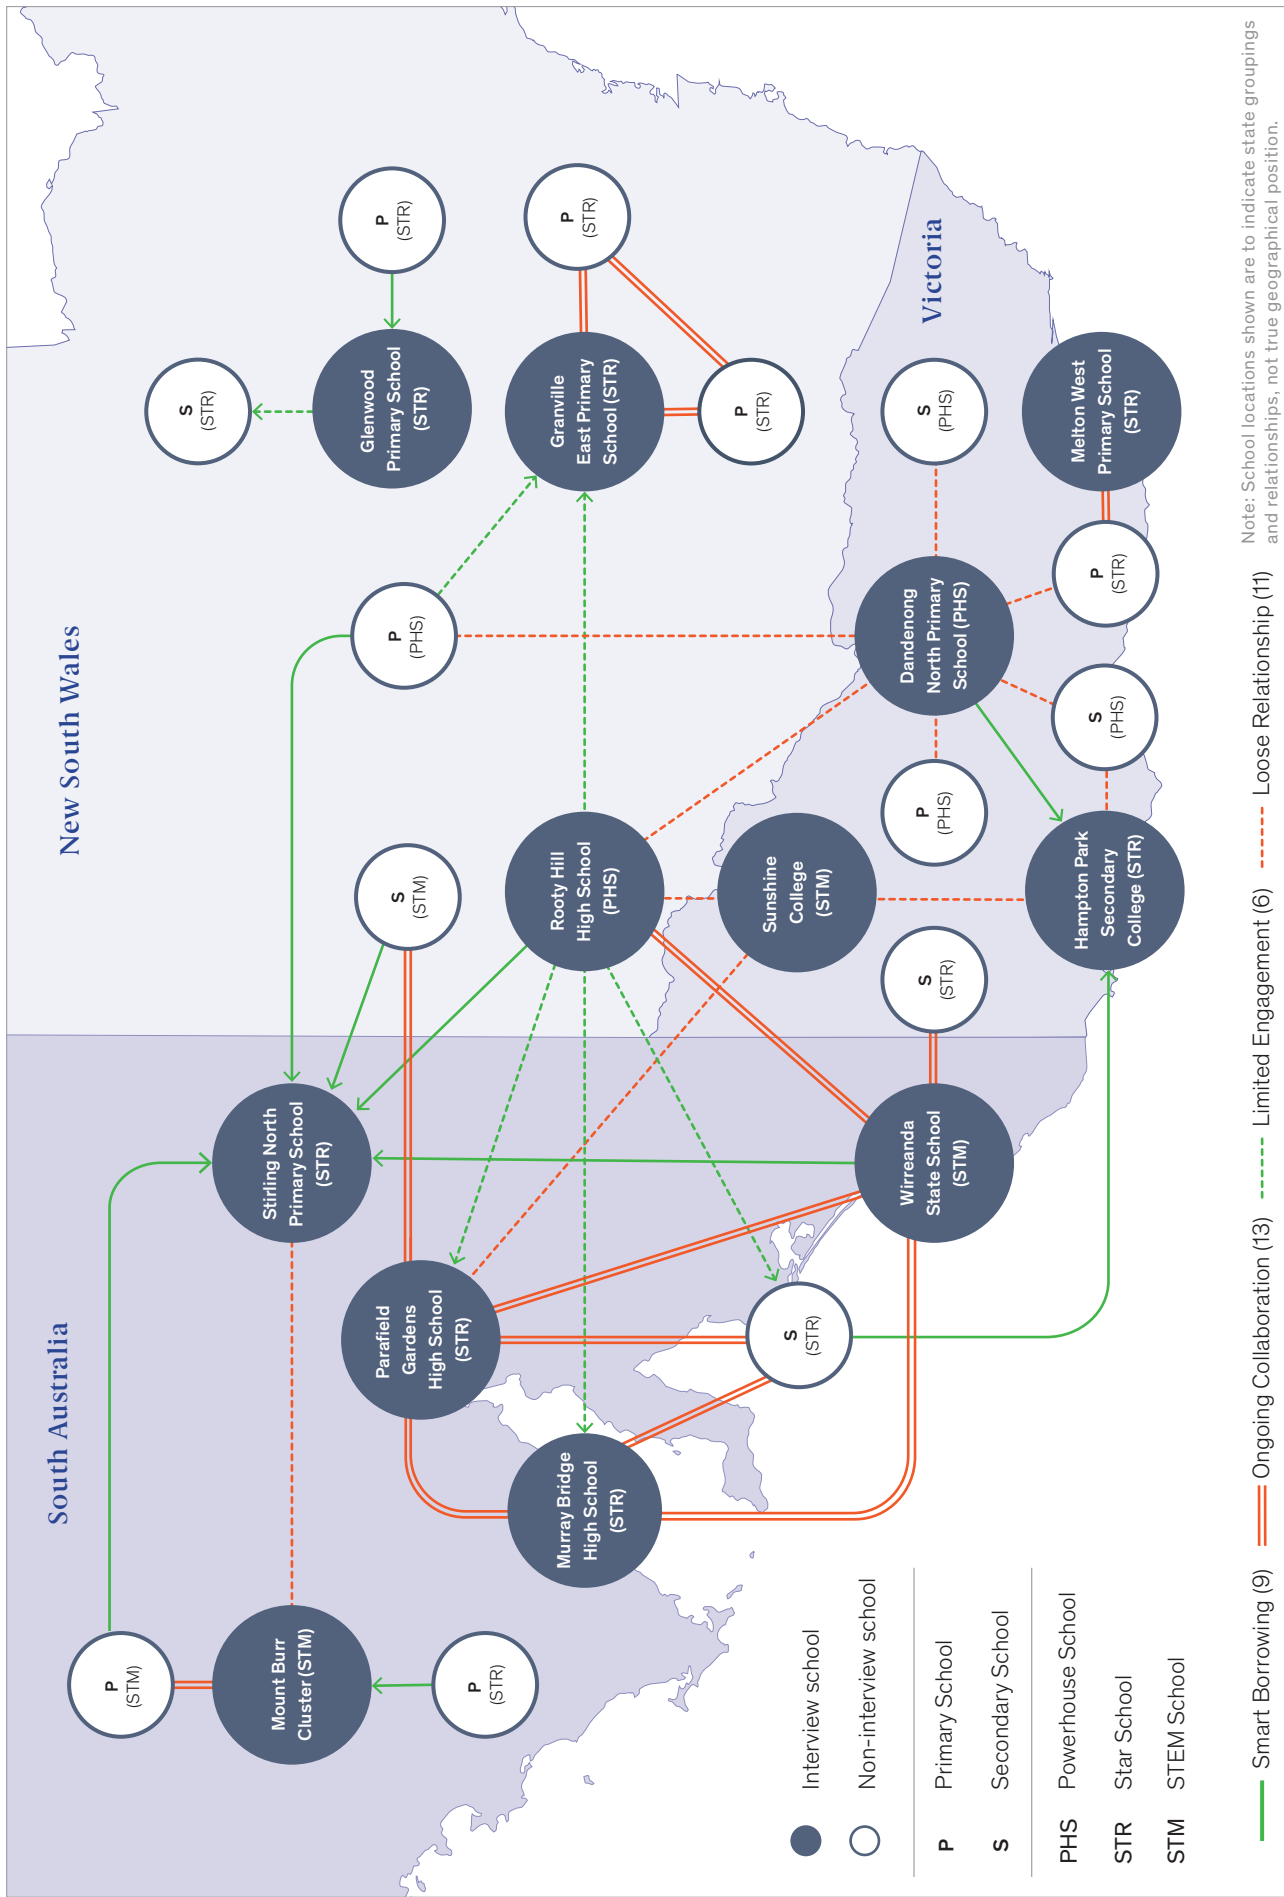 South Australia
New South Wales
Victoria
P
(STM)
Mount Burr
Cluster (STM)
P
(STR)
Stirling North
Primary School
(STR)
Parafield
Gardens
High School
(STR)
Murray Bridge
High School
(STR)
S
(STR)
Wirreanda
State School
(STM)
S
(STR)
S
(STM)
Rooty Hill
High School
(PHS)
Sunshine
College
(STM)
Hampton Park
Secondary
College (STR)
P
(PHS)
P
(PHS)
S
(PHS)
Dandenong
North Primary
School (PHS)
P
(STR)
S
(PHS)
Melton West
Primary School
(STR)
S
(STR)
Glenwood
Primary School
(STR)
P
(STR)
Granville
East Primary
School (STR)
P
(STR)
P
(STR)
Interview school
Non-interview school
P Primary School
S Secondary School
PHS Powerhouse School
STR Star School
STM STEM School
Smart Borrowing (9) Ongoing Collaboration (13) Limited Engagement (6) Loose Relationship (11)
Note: School locations shown are to indicate state groupings
and relationships, not true geographical position.